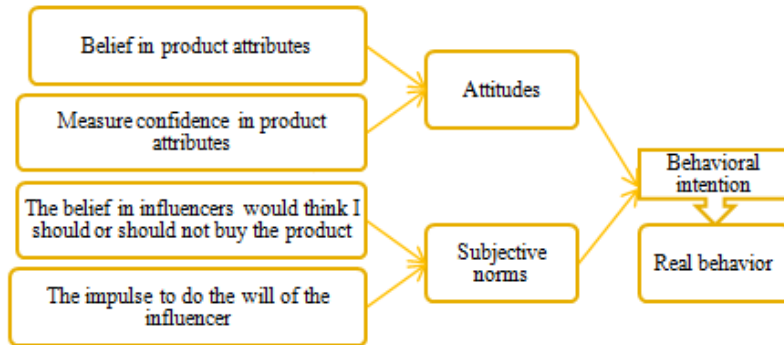 Belief in product attributes
Measure confidence in product
attributes
The belief in influencers would think I
should or should not buy the product
The impulse to do the will of the
influencer
Attitudes
Subjective
norms
Behavioral
intention
Real behavior